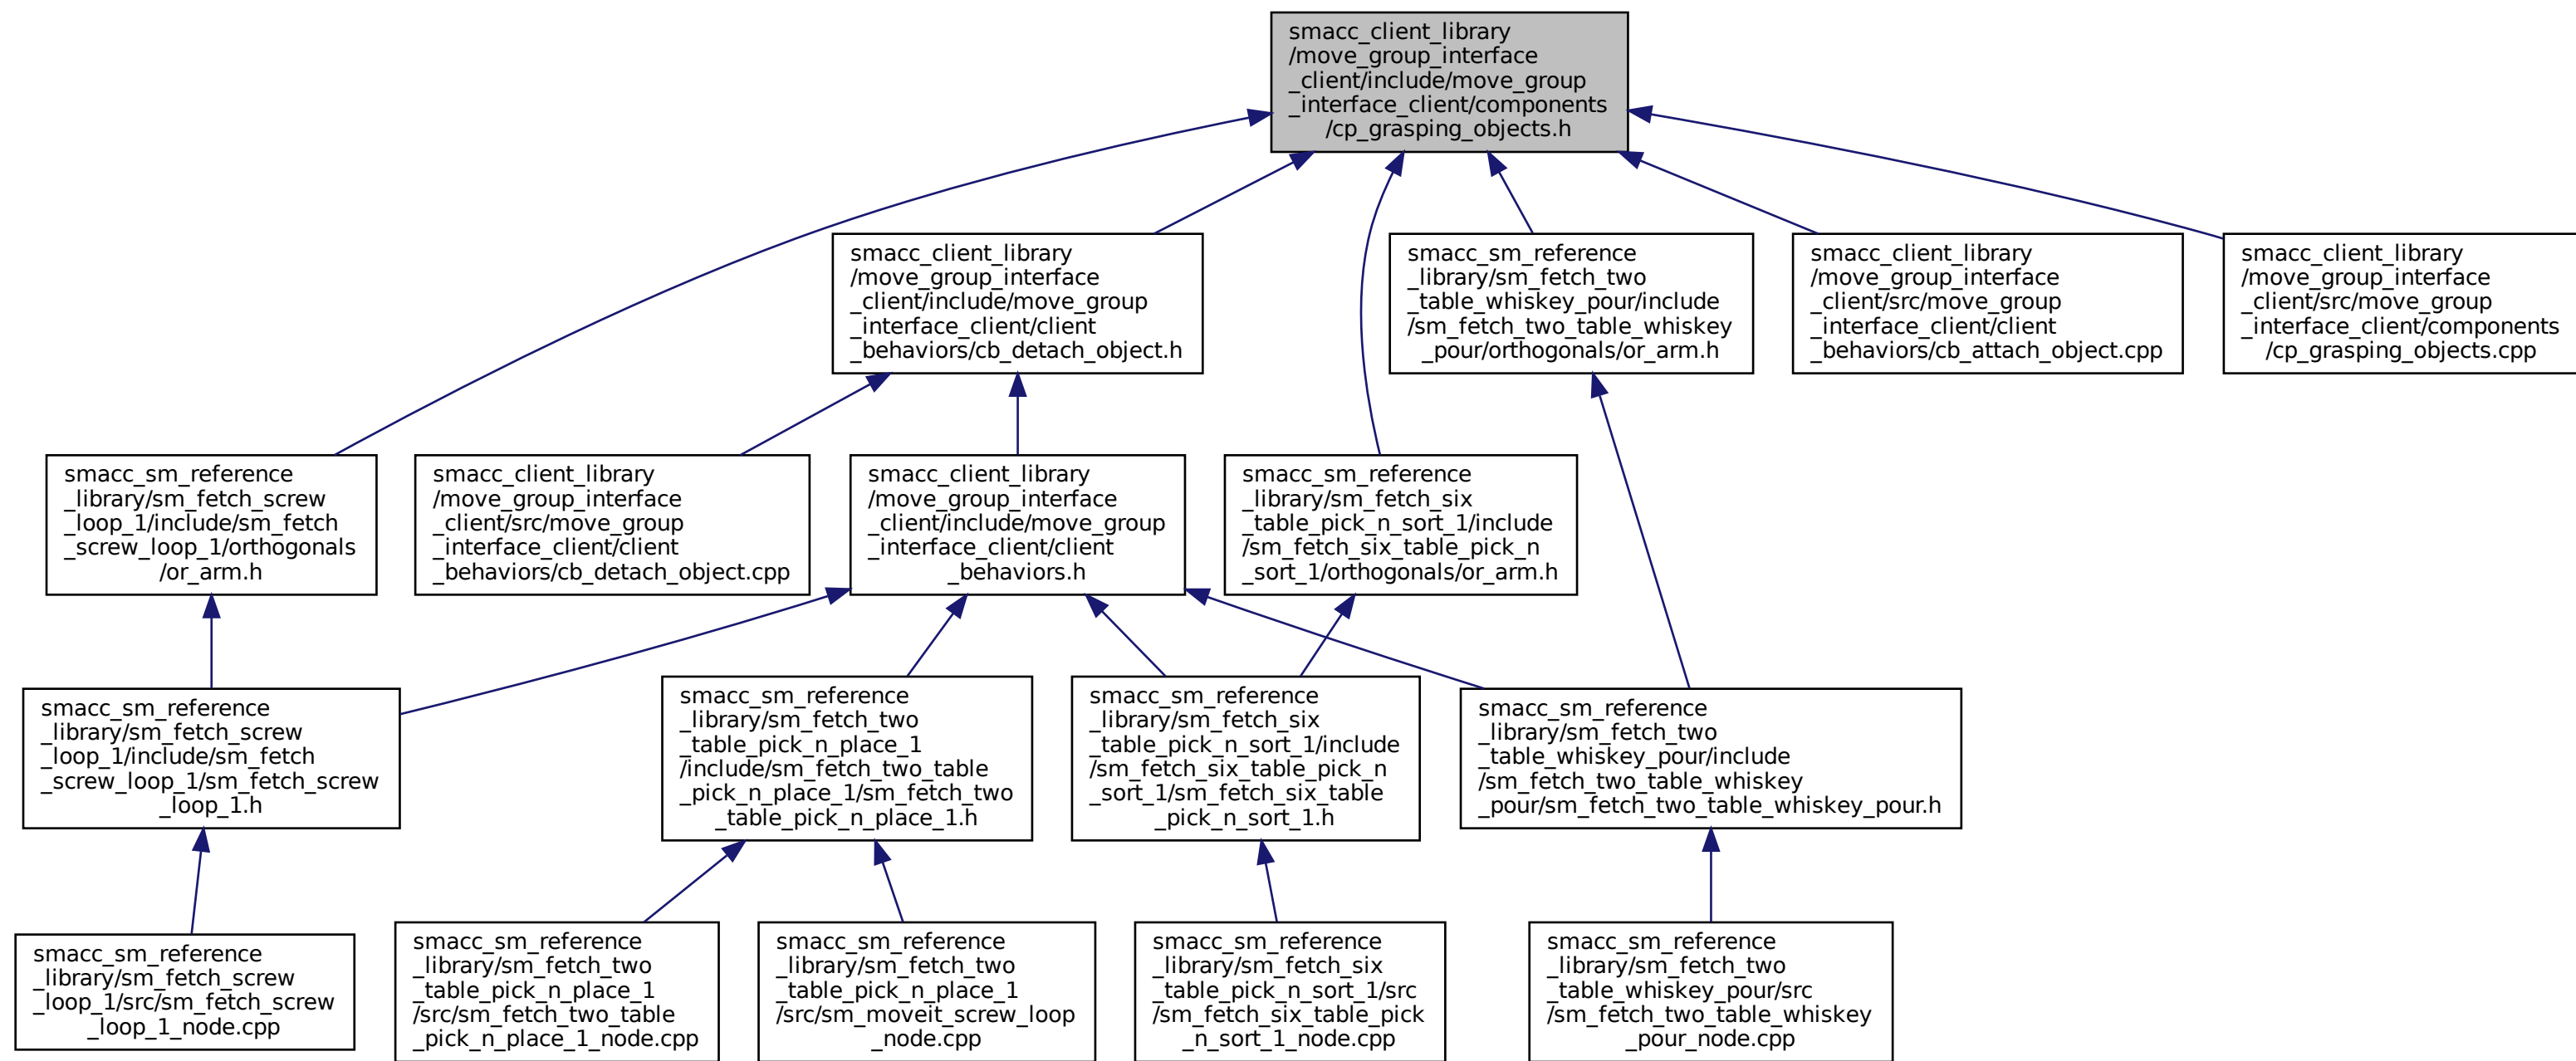 smacc_client_library
/move_group_interface
_client/include/move_group
_interface_client/components
/cp_grasping_objects.h
smacc_client_library
/move_group_interface
_client/include/move_group
_interface_client/client
_behaviors/cb_detach_object.h
smacc_sm_reference
_library/sm_fetch_two
_table_whiskey_pour/include
/sm_fetch_two_table_whiskey
_pour/orthogonals/or_arm.h
smacc_client_library
/move_group_interface
_client/src/move_group
_interface_client/client
_behaviors/cb_attach_object.cpp
smacc_client_library
/move_group_interface
_client/src/move_group
_interface_client/components
/cp_grasping_objects.cpp
smacc_sm_reference
_library/sm_fetch_screw
_loop_1/include/sm_fetch
_screw_loop_1/orthogonals
/or_arm.h
smacc_client_library
/move_group_interface
_client/src/move_group
_interface_client/client
_behaviors/cb_detach_object.cpp
smacc_client_library
/move_group_interface
_client/include/move_group
_interface_client/client
_behaviors.h
smacc_sm_reference
_library/sm_fetch_six
_table_pick_n_sort_1/include
/sm_fetch_six_table_pick_n
_sort_1/orthogonals/or_arm.h
smacc_sm_reference
_library/sm_fetch_screw
_loop_1/include/sm_fetch
_screw_loop_1/sm_fetch_screw
_loop_1.h
smacc_sm_reference
_library/sm_fetch_two
_table_pick_n_place_1
/include/sm_fetch_two_table
_pick_n_place_1/sm_fetch_two
_table_pick_n_place_1.h
smacc_sm_reference
_library/sm_fetch_six
_table_pick_n_sort_1/include
/sm_fetch_six_table_pick_n
_sort_1/sm_fetch_six_table
_pick_n_sort_1.h
smacc_sm_reference
_library/sm_fetch_two
_table_whiskey_pour/include
/sm_fetch_two_table_whiskey
_pour/sm_fetch_two_table_whiskey_pour.h
smacc_sm_reference
_library/sm_fetch_screw
_loop_1/src/sm_fetch_screw
_loop_1_node.cpp
smacc_sm_reference
_library/sm_fetch_two
_table_pick_n_place_1
/src/sm_fetch_two_table
_pick_n_place_1_node.cpp
smacc_sm_reference
_library/sm_fetch_two
_table_pick_n_place_1
/src/sm_moveit_screw_loop
_node.cpp
smacc_sm_reference
_library/sm_fetch_six
_table_pick_n_sort_1/src
/sm_fetch_six_table_pick
_n_sort_1_node.cpp
smacc_sm_reference
_library/sm_fetch_two
_table_whiskey_pour/src
/sm_fetch_two_table_whiskey
_pour_node.cpp